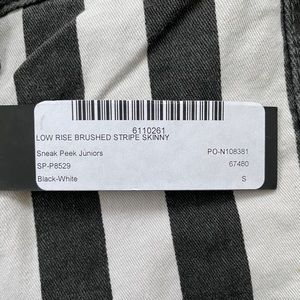 6110261
LOW RISE BRUSHED STRIPE SKINNY
Sneak Peek Juniors PO-N108381
SP-P8529 67480
Black-White S